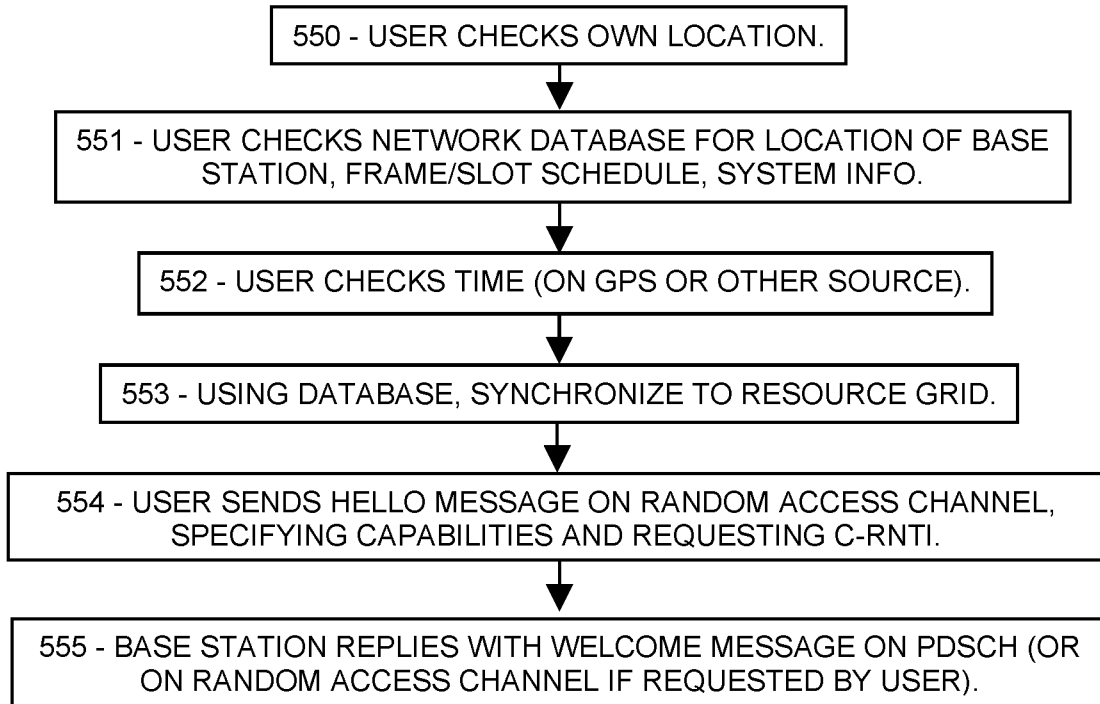 550 - USER CHECKS OWN LOCATION.
551 - USER CHECKS NETWORK DATABASE FOR LOCATION OF BASE
STATION, FRAME/SLOT SCHEDULE, SYSTEM INFO.
552 - USER CHECKS TIME (ON GPS OR OTHER SOURCE).
553 - USING DATABASE, SYNCHRONIZE TO RESOURCE GRID.
554 - USER SENDS HELLO MESSAGE ON RANDOM ACCESS CHANNEL,
SPECIFYING CAPABILITIES AND REQUESTING C-RNTI.
555 - BASE STATION REPLIES WITH WELCOME MESSAGE ON PDSCH (OR
ON RANDOM ACCESS CHANNEL IF REQUESTED BY USER).